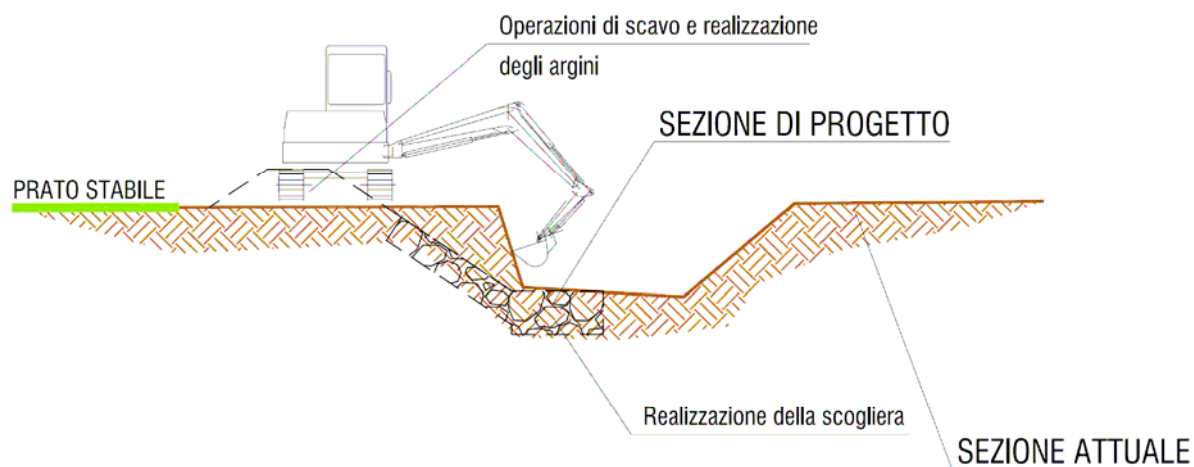 Operazioni di scavo e realizzazione
degli argini
SEZIONE DI PROGETTO
PRATO STABILE
Realizzazione della scogliera
SEZIONE ATTUALE